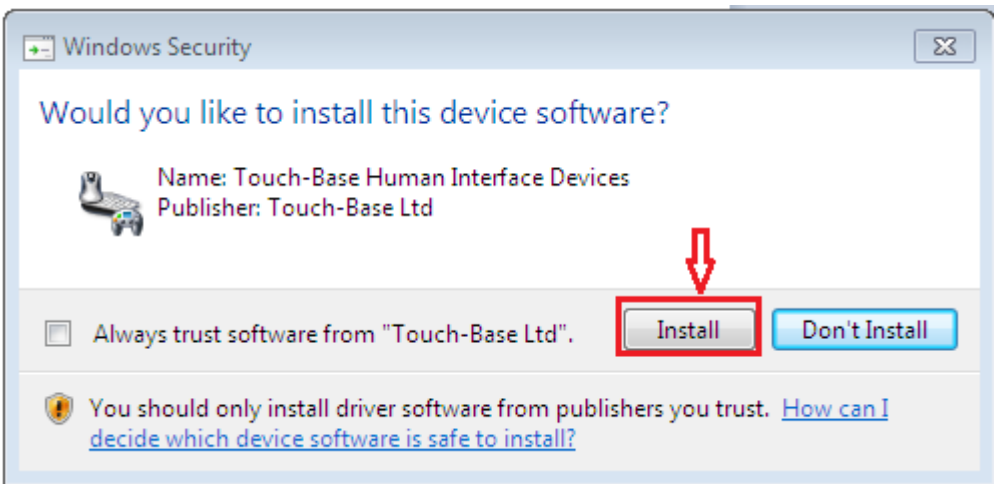 Windows Security
Would you like to install this device software?
Name: Touch-Base Human Interface Devices
Publisher: Touch-Base Ltd
Always trust software from "Touch-Base Ltd".
Install
Don't Install
You should only install driver software from publishers you trust. How can I
decide which device software is safe to install?